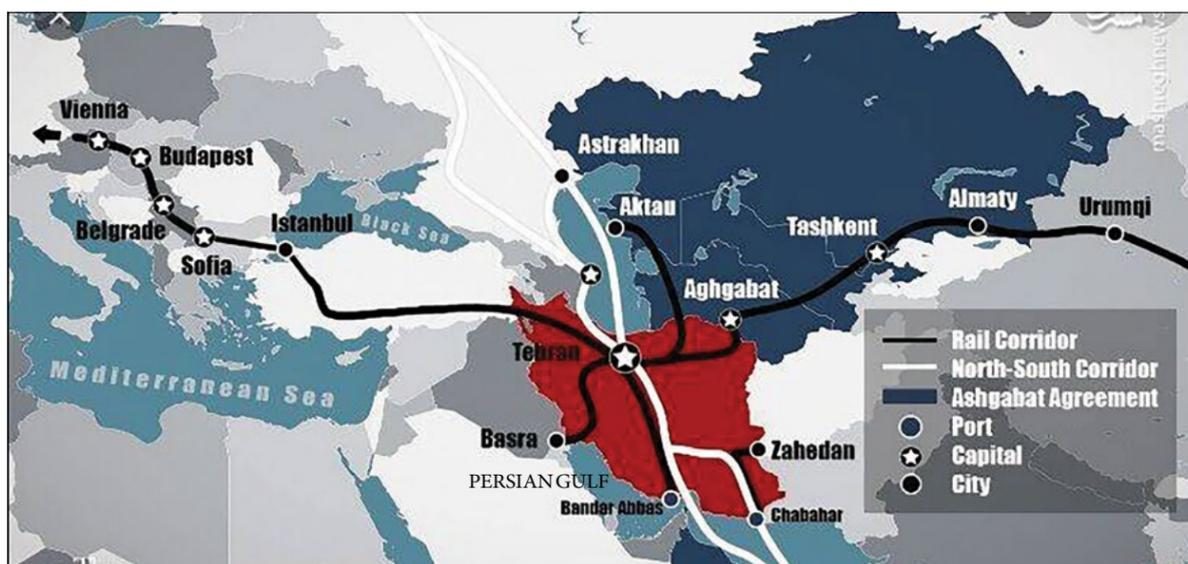 Vienna
Budapest
Belgrade
Sofia
Istanbul
Black Sea
Mediterranean Sea
Astrakhan
Aktau
Almaty
Urumqi
Tashkent
Aghgabat
Tehran
Basra
Zahedan
PERSIAN GULF
Bandar Abbas
Chabahar
Rail Corridor
North-South Corridor
Ashgabat Agreement
Port
Capital
City
mashreghnews